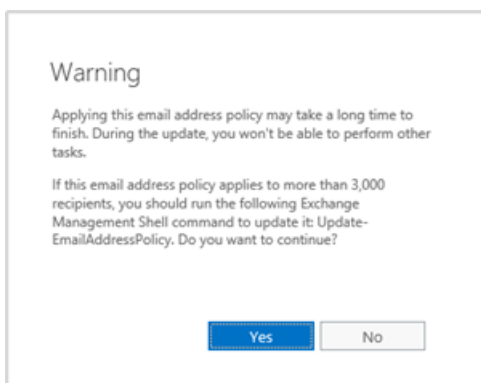 Warning
Applying this email address policy may take a long time to
finish. During the update, you won't be able to perform other
tasks.
If this email address policy applies to more than 3,000
recipients, you should run the following Exchange
Management Shell command to update it: Update-
EmailAddressPolicy. Do you want to continue?
Yes
No